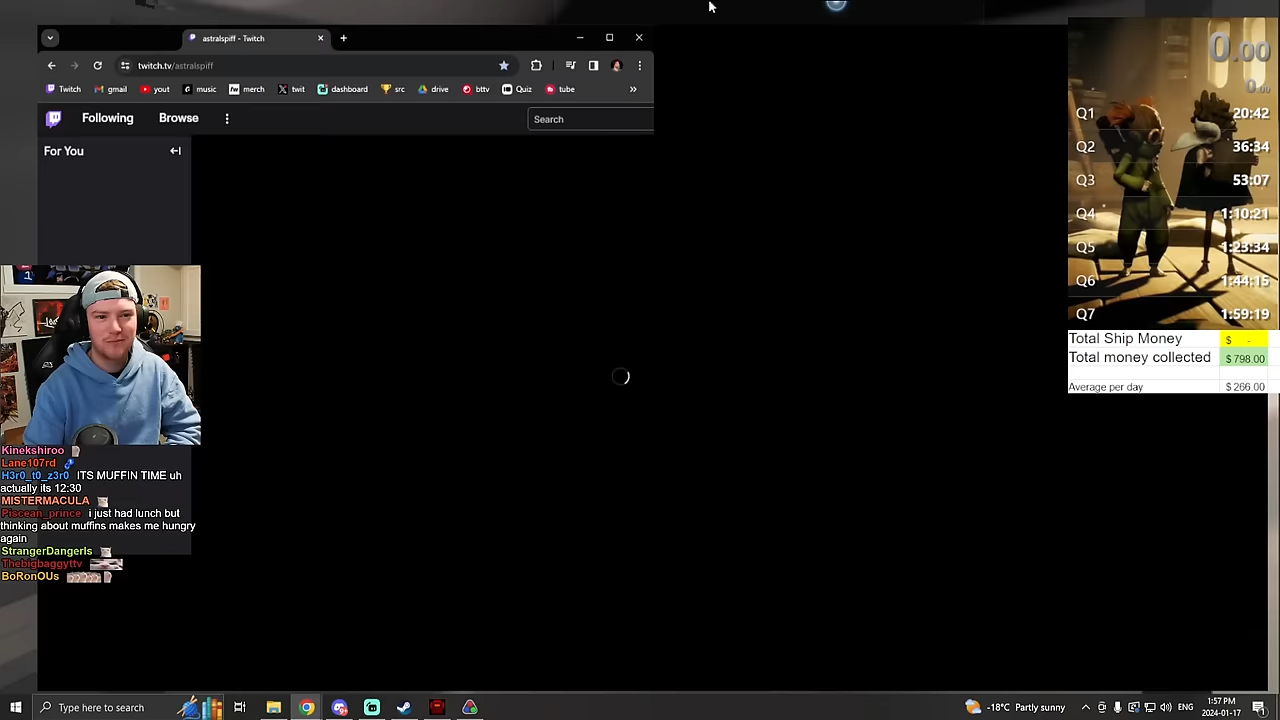 astralspiff - Twitch
twitch.tv/astralspiff
Twitch
gmail
yout
music
merch
twit
dashboard
src
drive
bttv
Quiz
tube
»
Following
Browse
Search
For You
0.00
0.00
Q1 20:42
Q2 36:34
Q3 53:07
Q4 1:10:21
Q5 1:23:34
Q6 1:44:15
Q7 1:59:19
Total Ship Money $ -
Total money collected $ 798.00
Average per day $ 266.00
Kinekshiroo
Lane107rd
H3r0_t0_z3r0 ITS MUFFIN TIME uh
actually its 12:30
MISTERMACULA
Piscean_prince i just had lunch but
thinking about muffins makes me hungry
again
StrangerDangerls
Thebigbaggyttv
BoRonOUs
Type here to search
-18°C Partly sunny
ENG
1:57 PM
2024-01-17